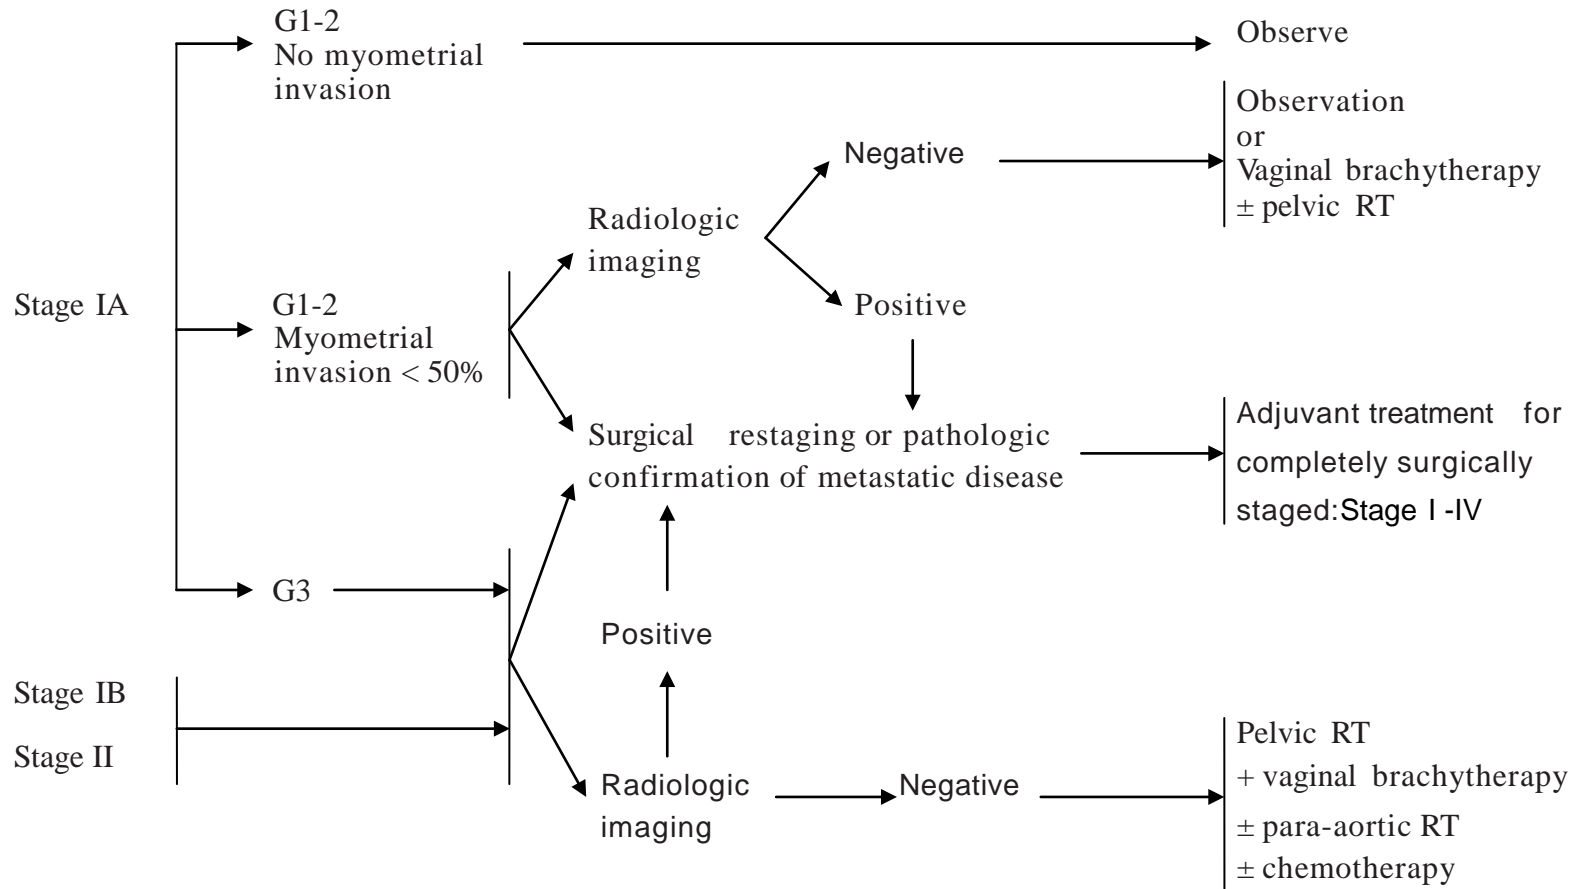 G1-2
No myometrial
invasion
Observe
Observation
or
Vaginal brachytherapy
± pelvic RT
Negative
Radiologic
imaging
Positive
Stage IA
G1-2
Myometrial
invasion < 50%
Surgical restaging or pathologic
confirmation of metastatic disease
Adjuvant treatment for
completely surgically
staged:Stage I -IV
G3
Positive
Stage IB
Stage II
Radiologic
imaging
Negative
Pelvic RT
+ vaginal brachytherapy
± para-aortic RT
± chemotherapy